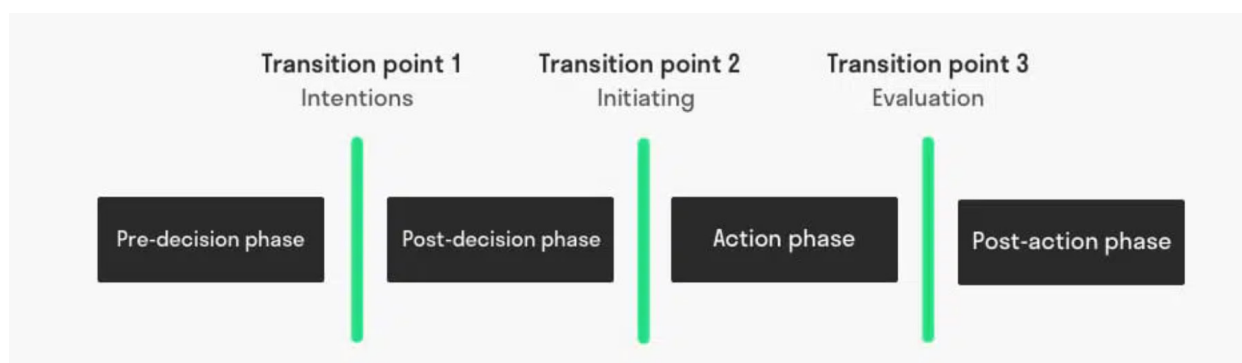 Transition point 1
Intentions
Transition point 2
Initiating
Transition point 3
Evaluation
Pre-decision phase
Post-decision phase
Action phase
Post-action phase